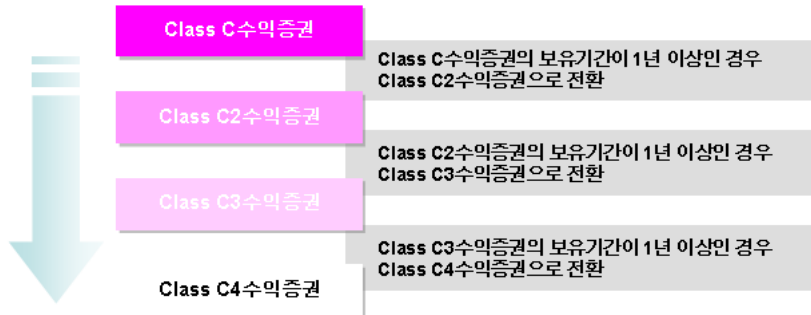 Class C수익증권
Class C수익증권의 보유기간이 1년 이상인 경우
Class C2수익증권으로 전환
Class C2수익증권
Class C2수익증권의 보유기간이 1년 이상인 경우
Class C3수익증권으로 전환
Class C3수익증권
Class C3수익증권의 보유기간이 1년 이상인 경우
Class C4수익증권으로 전환
Class C4수익증권